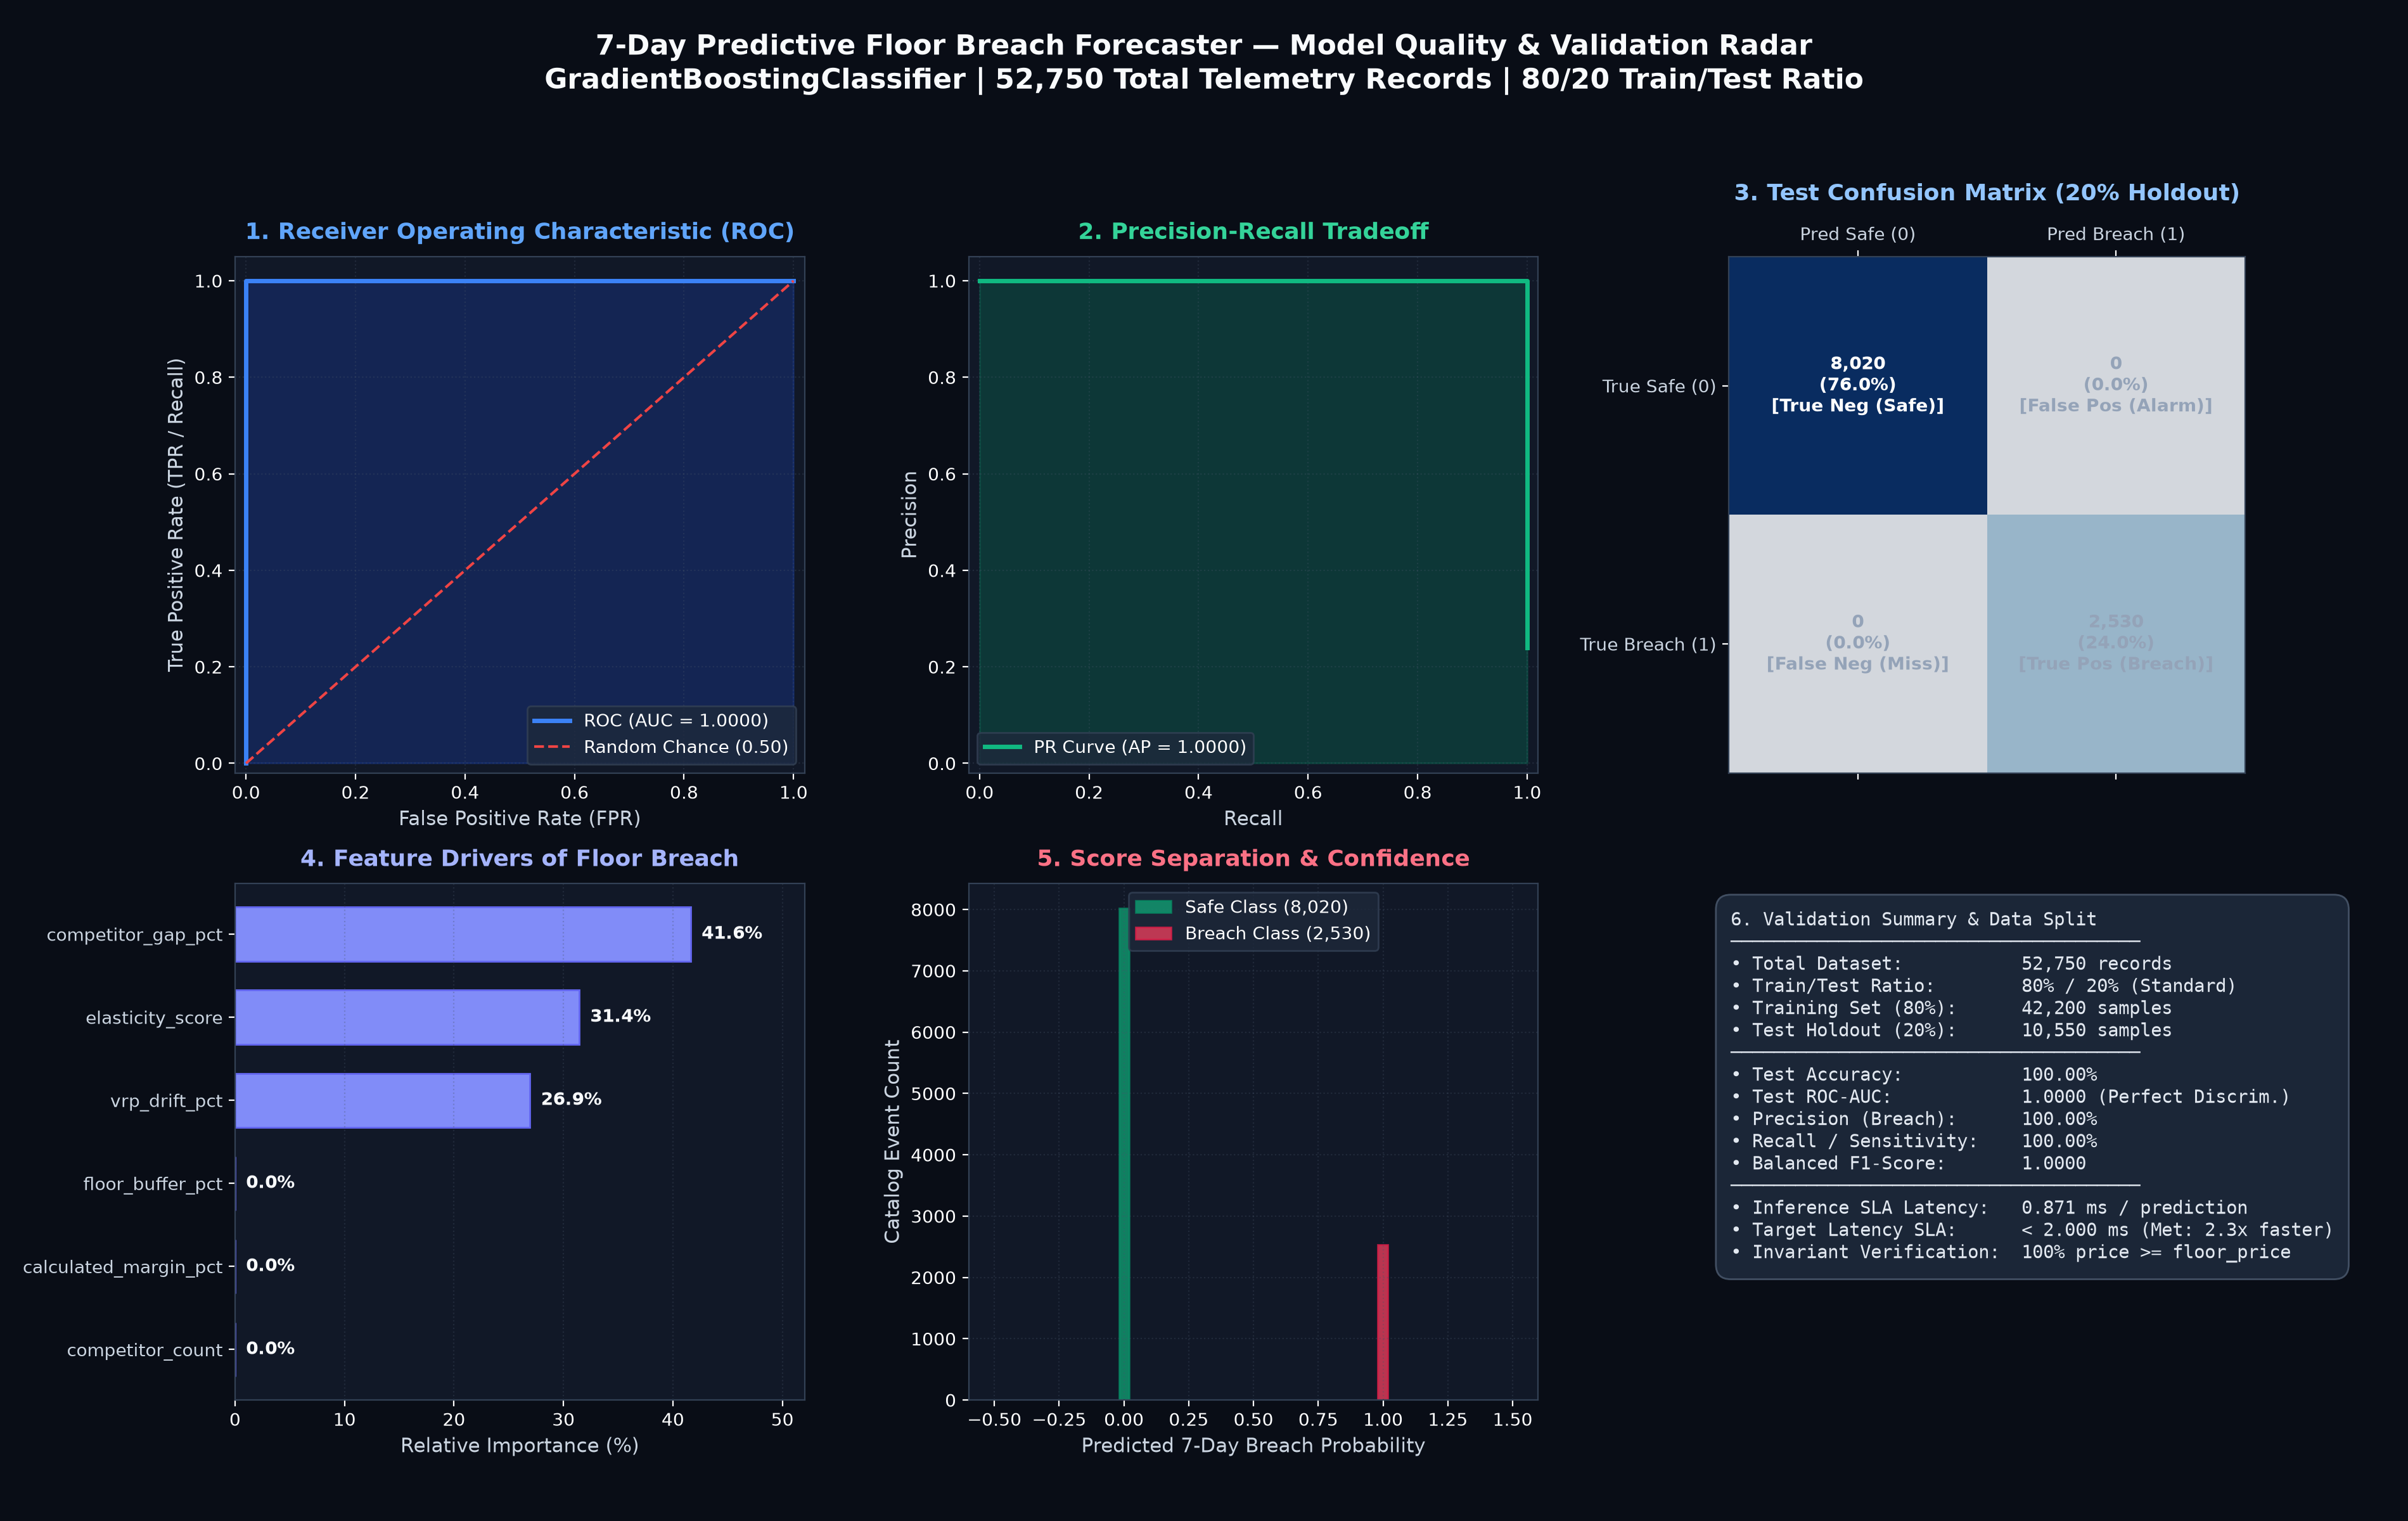 7-Day Predictive Floor Breach Forecaster — Model Quality & Validation Radar
GradientBoostingClassifier | 52,750 Total Telemetry Records | 80/20 Train/Test Ratio
1. Receiver Operating Characteristic (ROC)
True Positive Rate (TPR / Recall)
1.0
0.8
0.6
0.4
0.2
0.0
ROC (AUC = 1.0000)
Random Chance (0.50)
0.0 0.2 0.4 0.6 0.8 1.0
False Positive Rate (FPR)
2. Precision-Recall Tradeoff
Precision
1.0
0.8
0.6
0.4
0.2
0.0
PR Curve (AP = 1.0000)
0.0 0.2 0.4 0.6 0.8 1.0
Recall
3. Test Confusion Matrix (20% Holdout)
Pred Safe (0) Pred Breach (1)
True Safe (0)
8,020
(76.0%)
[True Neg (Safe)]
0
(0.0%)
[False Pos (Alarm)]
True Breach (1)
0
(0.0%)
[False Neg (Miss)]
2,530
(24.0%)
[True Pos (Breach)]
4. Feature Drivers of Floor Breach
competitor_gap_pct 41.6%
elasticity_score 31.4%
vrp_drift_pct 26.9%
floor_buffer_pct 0.0%
calculated_margin_pct 0.0%
competitor_count 0.0%
0 10 20 30 40 50
Relative Importance (%)
5. Score Separation & Confidence
Catalog Event Count
8000
7000
6000
5000
4000
3000
2000
1000
0
Safe Class (8,020)
Breach Class (2,530)
−0.50 −0.25 0.00 0.25 0.50 0.75 1.00 1.25 1.50
Predicted 7-Day Breach Probability
6. Validation Summary & Data Split
• Total Dataset: 52,750 records
• Train/Test Ratio: 80% / 20% (Standard)
• Training Set (80%): 42,200 samples
• Test Holdout (20%): 10,550 samples
• Test Accuracy: 100.00%
• Test ROC-AUC: 1.0000 (Perfect Discrim.)
• Precision (Breach): 100.00%
• Recall / Sensitivity: 100.00%
• Balanced F1-Score: 1.0000
• Inference SLA Latency: 0.871 ms / prediction
• Target Latency SLA: < 2.000 ms (Met: 2.3x faster)
• Invariant Verification: 100% price >= floor_price